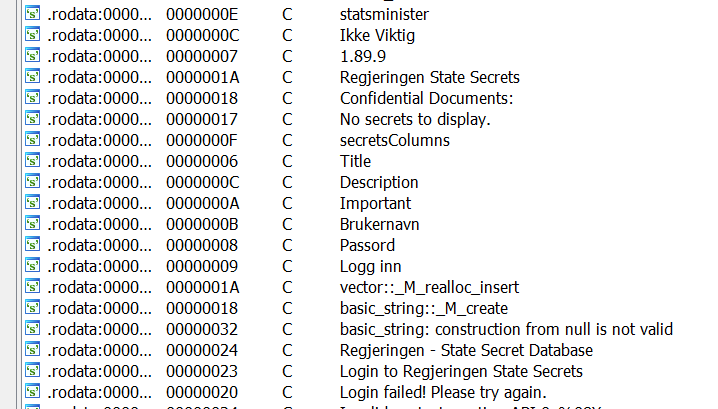 .rodata:0000... 0000000E C statsminister
.rodata:0000... 0000000C C Ikke Viktig
.rodata:0000... 00000007 C 1.89.9
.rodata:0000... 0000001A C Regjeringen State Secrets
.rodata:0000... 00000018 C Confidential Documents:
.rodata:0000... 00000017 C No secrets to display.
.rodata:0000... 0000000F C secretsColumns
.rodata:0000... 00000006 C Title
.rodata:0000... 0000000C C Description
.rodata:0000... 0000000A C Important
.rodata:0000... 0000000B C Brukernavn
.rodata:0000... 00000008 C Passord
.rodata:0000... 00000009 C Logg inn
.rodata:0000... 0000001A C vector::_M_realloc_insert
.rodata:0000... 00000018 C basic_string::_M_create
.rodata:0000... 00000032 C basic_string: construction from null is not valid
.rodata:0000... 00000024 C Regjeringen - State Secret Database
.rodata:0000... 00000023 C Login to Regjeringen State Secrets
.rodata:0000... 00000020 C Login failed! Please try again.